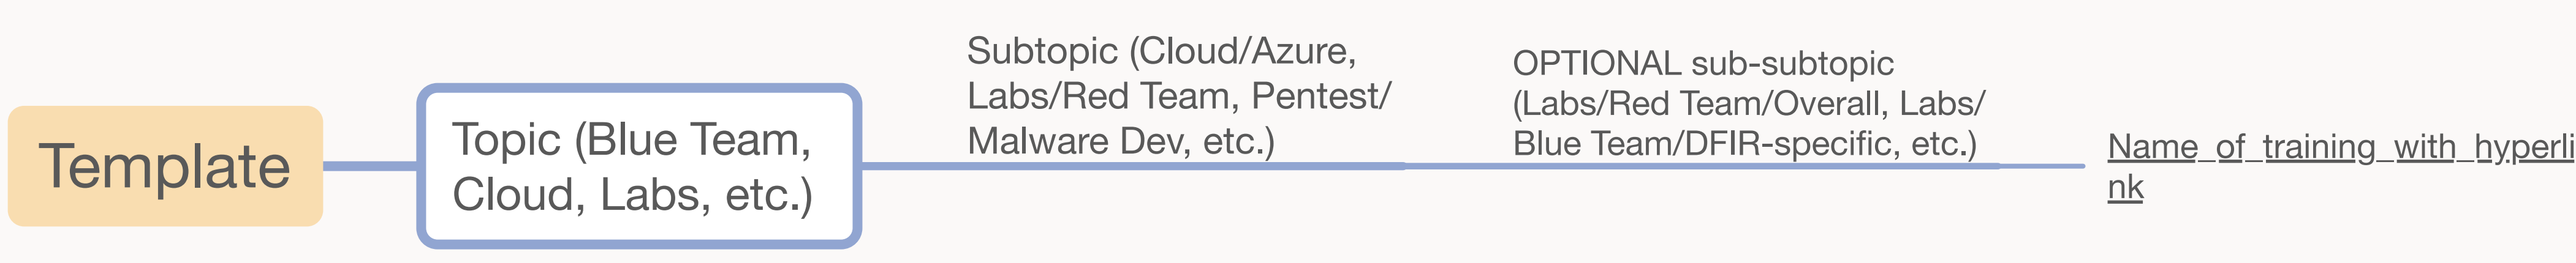 Template
Topic (Blue Team,
Cloud, Labs, etc.)
Subtopic (Cloud/Azure,
Labs/Red Team, Pentest/
Malware Dev, etc.)
OPTIONAL sub-subtopic
(Labs/Red Team/Overall, Labs/
Blue Team/DFIR-specific, etc.)
Name_of_training_with_hyperli
nk